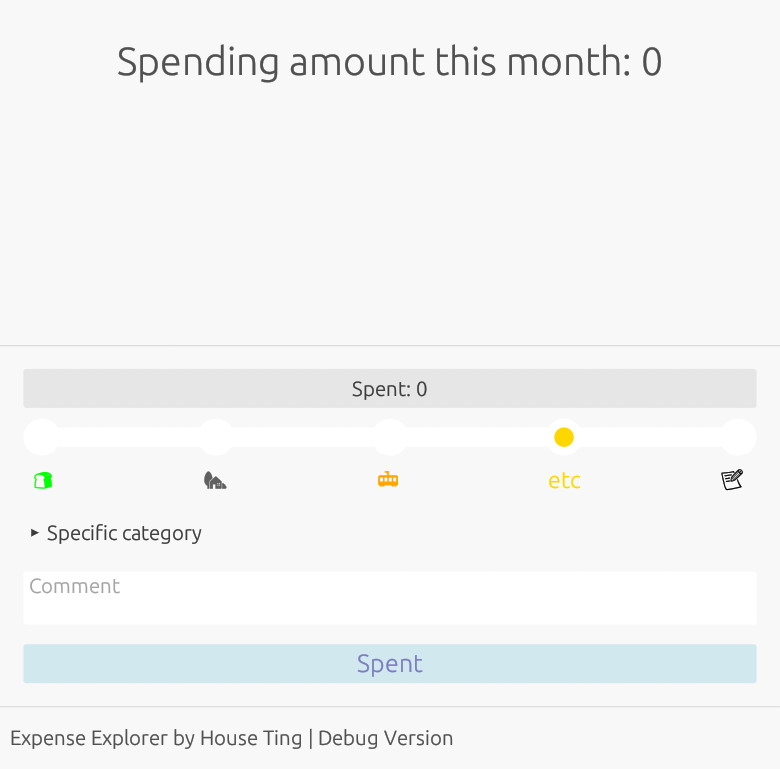 Spending amount this month: 0
Spent: 0
etc
Specific category
Comment
Spent
Expense Explorer by House Ting | Debug Version